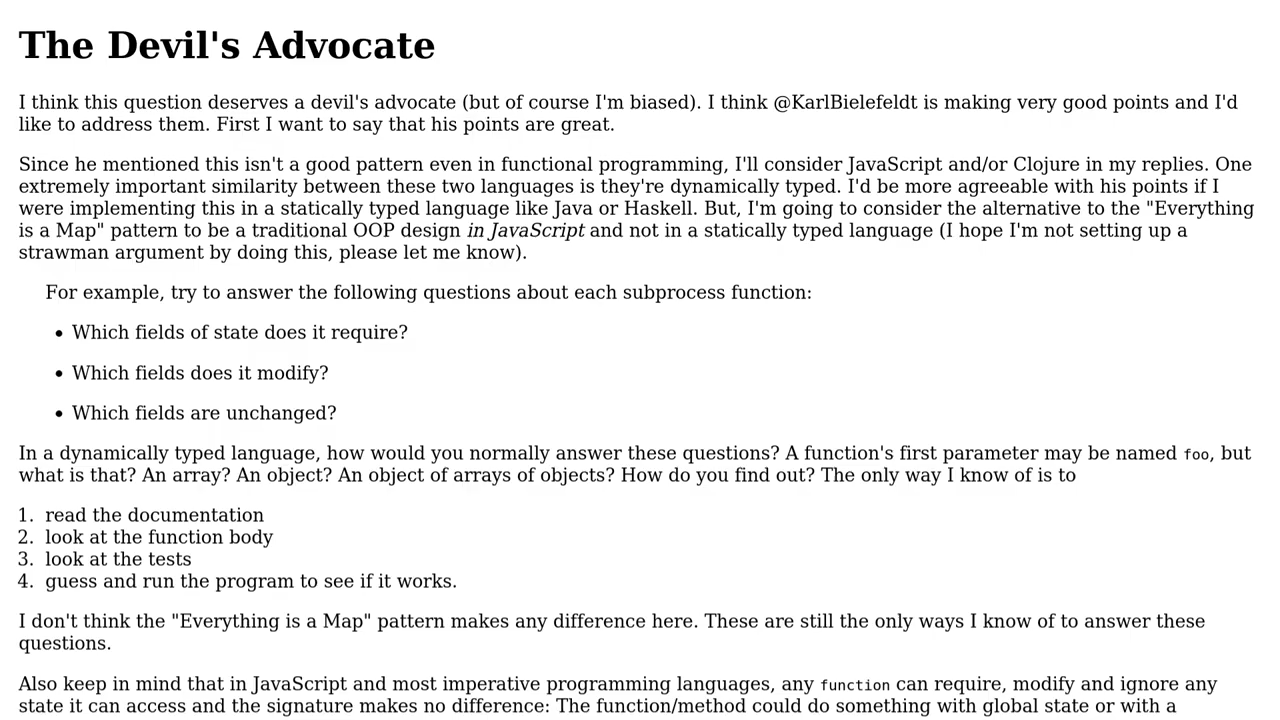 The Devil's Advocate
I think this question deserves a devil's advocate (but of course I'm biased). I think @KarlBielefeldt is making very good points and I'd
like to address them. First I want to say that his points are great.
Since he mentioned this isn't a good pattern even in functional programming, I'll consider JavaScript and/or Clojure in my replies. One
extremely important similarity between these two languages is they're dynamically typed. I'd be more agreeable with his points if I
were implementing this in a statically typed language like Java or Haskell. But, I'm going to consider the alternative to the "Everything
is a Map" pattern to be a traditional OOP design in JavaScript and not in a statically typed language (I hope I'm not setting up a
strawman argument by doing this, please let me know).
For example, try to answer the following questions about each subprocess function:
• Which fields of state does it require?
• Which fields does it modify?
• Which fields are unchanged?
In a dynamically typed language, how would you normally answer these questions? A function's first parameter may be named foo, but
what is that? An array? An object? An object of arrays of objects? How do you find out? The only way I know of is to
1. read the documentation
2. look at the function body
3. look at the tests
4. guess and run the program to see if it works.
I don't think the "Everything is a Map" pattern makes any difference here. These are still the only ways I know of to answer these
questions.
Also keep in mind that in JavaScript and most imperative programming languages, any function can require, modify and ignore any
state it can access and the signature makes no difference: The function/method could do something with global state or with a